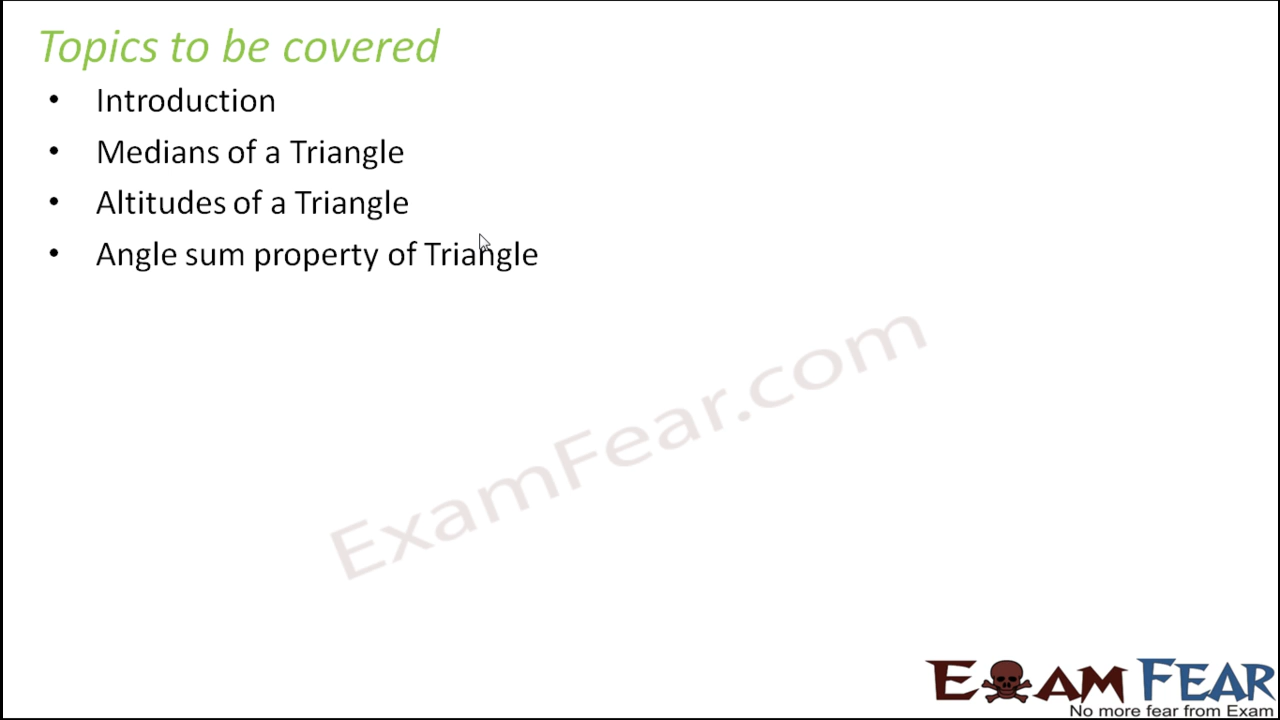 Topics to be covered
• Introduction
• Medians of a Triangle
• Altitudes of a Triangle
• Angle sum property of Triangle
ExamFear.com
EXAM FEAR
No more fear from Exam